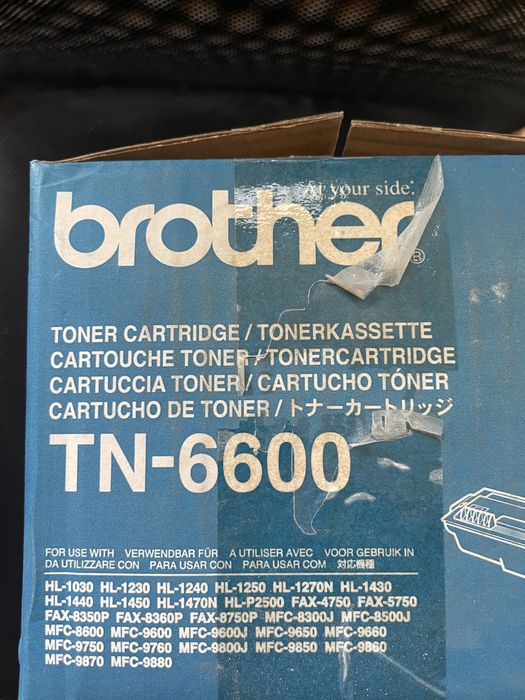 At your side.
brother®
TONER CARTRIDGE / TONERKASSETTE
CARTOUCHE TONER / TONERCARTRIDGE
CARTUCCIA TONER / CARTUCHO TÓNER
CARTUCHO DE TONER / トナーカートリッジ
TN-6600
FOR USE WITH VERWENDBAR FÜR A UTILISER AVEC VOOR GEBRUIK IN
DA UTILIZZARE CON PARA USAR CON PARA USAR COM 対応機種
HL-1030 HL-1230 HL-1240 HL-1250 HL-1270N HL-1430
HL-1440 HL-1450 HL-1470N HL-P2500 FAX-4750 FAX-5750
FAX-8350P FAX-8360P FAX-8750P MFC-8300J MFC-8500J
MFC-8600 MFC-9600 MFC-9600J MFC-9650 MFC-9660
MFC-9750 MFC-9760 MFC-9800J MFC-9850 MFC-9860
MFC-9870 MFC-9880